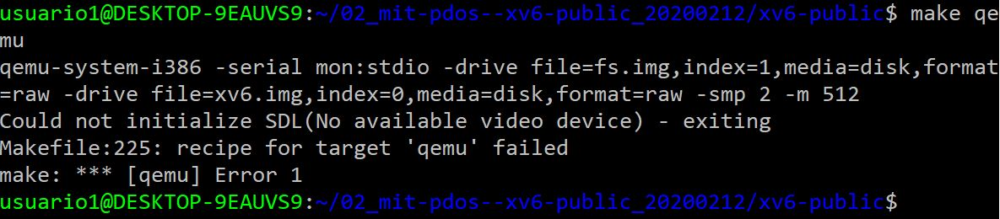 usuario1@DESKTOP-9EAUVS9:~/02_mit-pdos--xv6-public_20200212/xv6-public$ make qe
mu
qemu-system-i386 -serial mon:stdio -drive file=fs.img,index=1,media=disk,format
=raw -drive file=xv6.img,index=0,media=disk,format=raw -smp 2 -m 512
Could not initialize SDL(No available video device) - exiting
Makefile:225: recipe for target 'qemu' failed
make: *** [qemu] Error 1
usuario1@DESKTOP-9EAUVS9:~/02_mit-pdos--xv6-public_20200212/xv6-public$